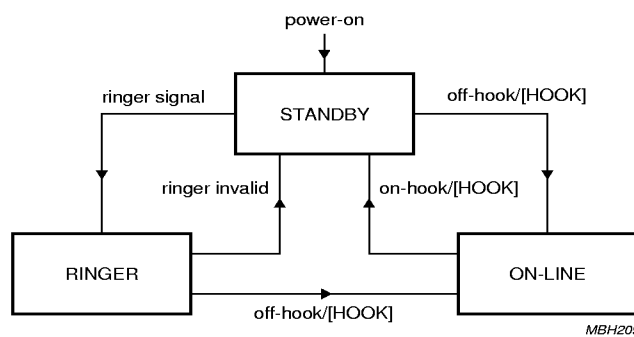 power-on
ringer signal
STANDBY
off-hook/[HOOK]
ringer invalid
on-hook/[HOOK]
RINGER
ON-LINE
off-hook/[HOOK]
MBH205